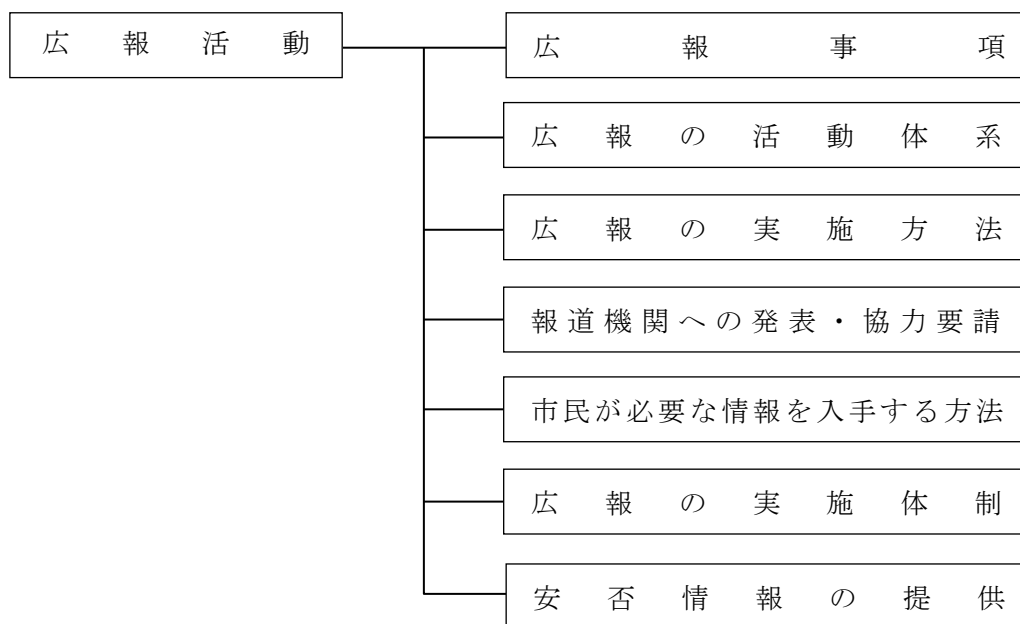 広報活動
広報事項
広報の活動体系
広報の実施方法
報道機関への発表・協力要請
市民が必要な情報を入手する方法
広報の実施体制
安否情報の提供